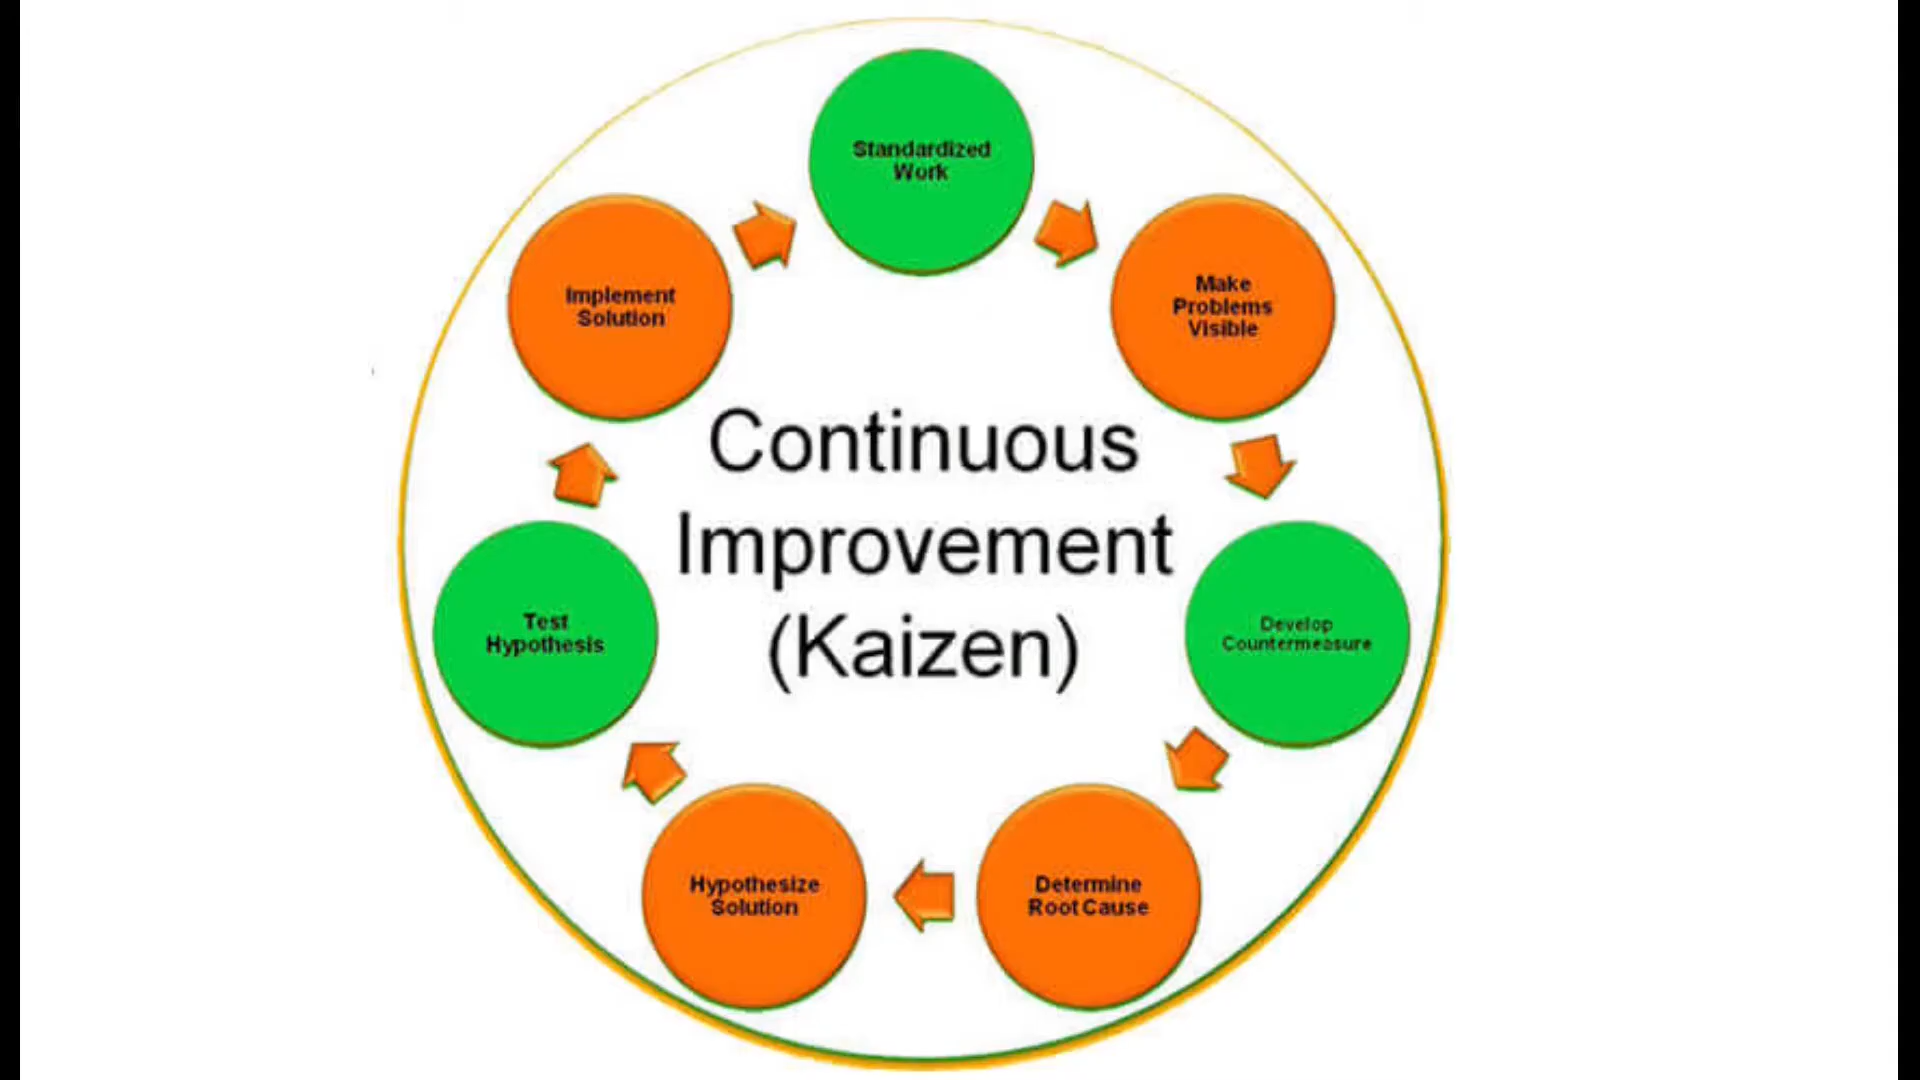 Standardized
Work
Make
Problems
Visible
Develop
Countermeasure
Determine
Root Cause
Hypothesize
Solution
Test
Hypothesis
Implement
Solution
Continuous
Improvement
(Kaizen)